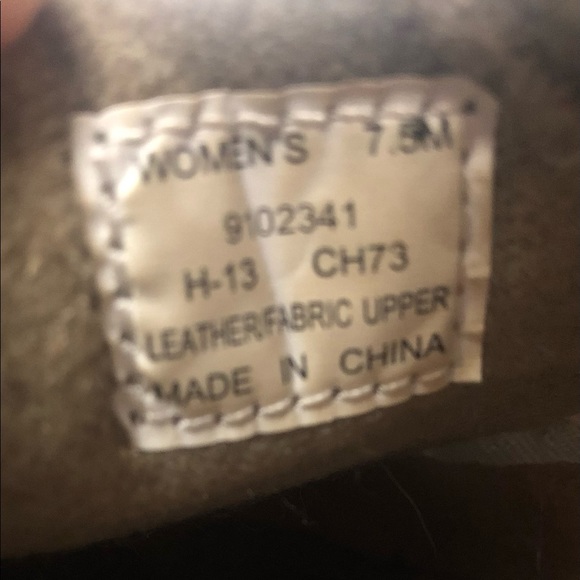 WOMEN'S 7.5M
9102341
H-13 CH73
LEATHER/FABRIC UPPER
MADE IN CHINA